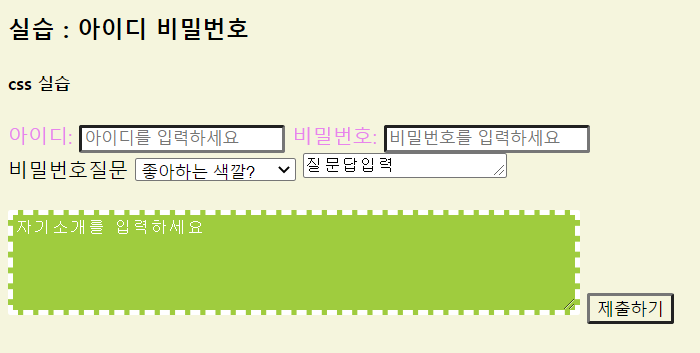 실습 : 아이디 비밀번호
css 실습
아이디: 아이디를 입력하세요 비밀번호: 비밀번호를 입력하세요
비밀번호질문 좋아하는 색깔? 질문답입력
자기소개를 입력하세요
제출하기